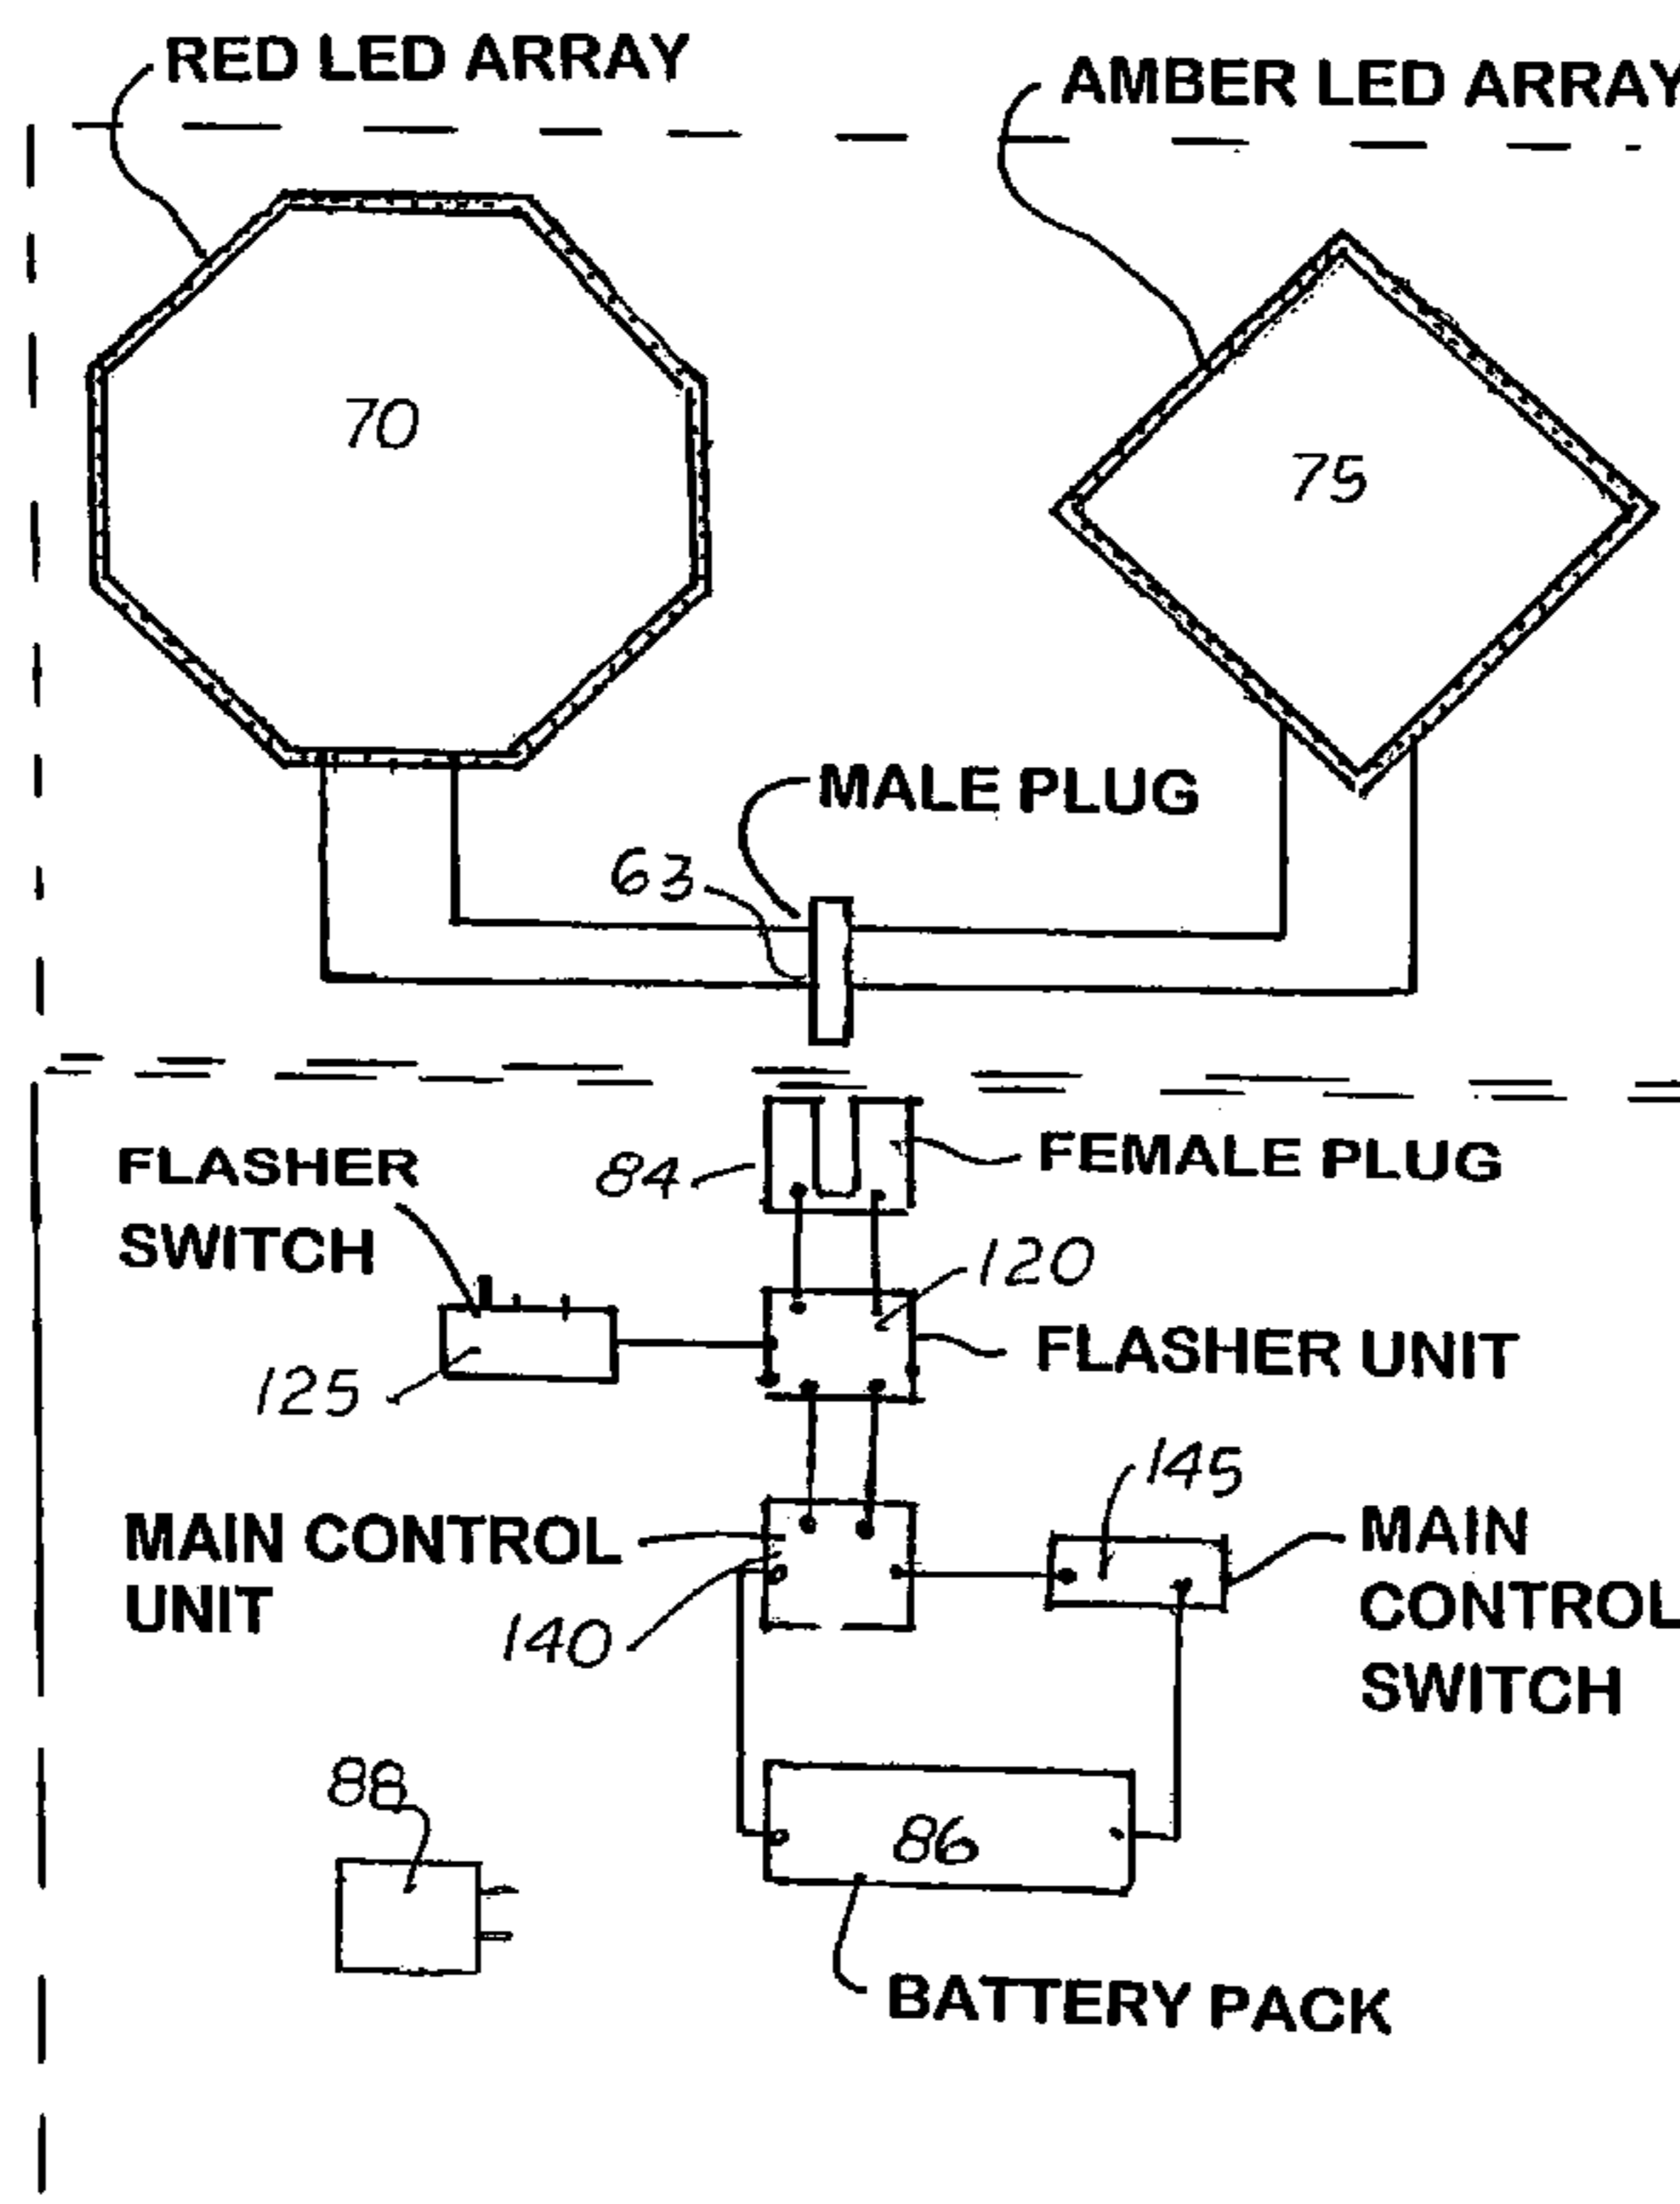 RED LED ARRAY
AMBER LED ARRAY
70
75
MALE PLUG
63
FLASHER
SWITCH
84
FEMALE PLUG
120
FLASHER UNIT
125
145
MAIN CONTROL
UNIT
140
MAIN
CONTROL
SWITCH
88
86
BATTERY PACK